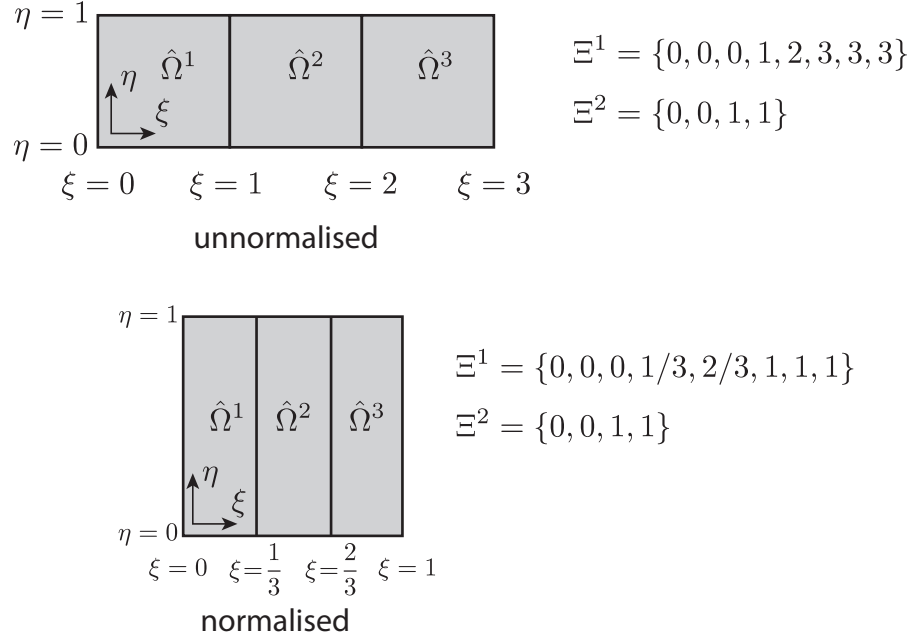 η = 1
Ω̂¹ Ω̂² Ω̂³
η
ξ
η = 0
ξ = 0 ξ = 1 ξ = 2 ξ = 3
unnormalised
Ξ¹ = {0, 0, 0, 1, 2, 3, 3, 3}
Ξ² = {0, 0, 1, 1}
η = 1
Ω̂¹ Ω̂² Ω̂³
η
ξ
η = 0
ξ = 0 ξ = 1/3 ξ = 2/3 ξ = 1
normalised
Ξ¹ = {0, 0, 0, 1/3, 2/3, 1, 1, 1}
Ξ² = {0, 0, 1, 1}